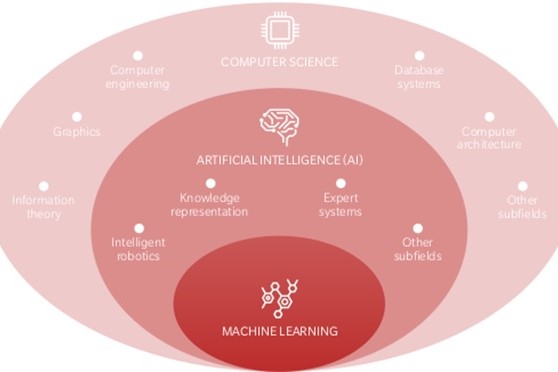 COMPUTER SCIENCE
Computer
engineering
Database
systems
Graphics
Computer
architecture
Information
theory
Other
subfields
ARTIFICIAL INTELLIGENCE (AI)
Knowledge
representation
Expert
systems
Intelligent
robotics
Other
subfields
MACHINE LEARNING